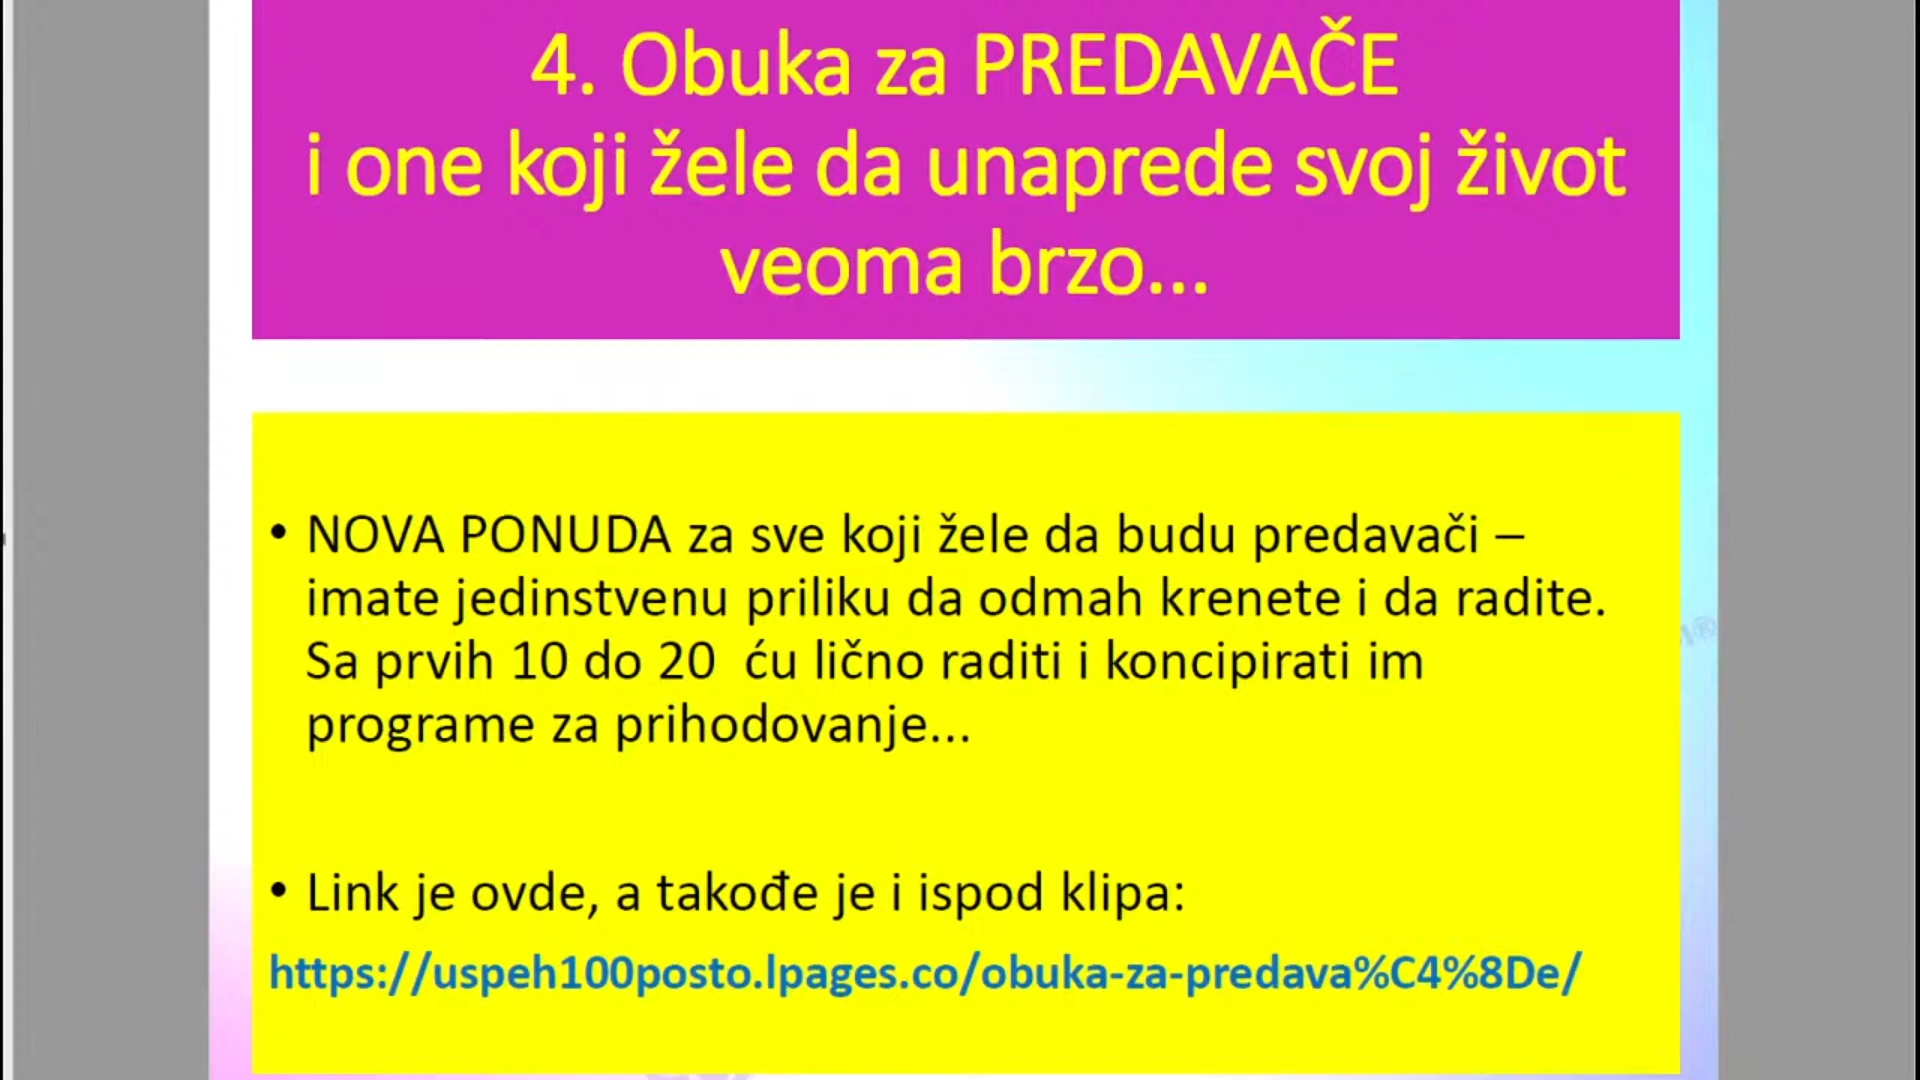 4. Obuka za PREDAVAČE
i one koji žele da unaprede svoj život
veoma brzo...
• NOVA PONUDA za sve koji žele da budu predavači –
imate jedinstvenu priliku da odmah krenete i da radite.
Sa prvih 10 do 20  ću lično raditi i koncipirati im
programe za prihodovanje...
• Link je ovde, a takođe je i ispod klipa:
https://uspeh100posto.lpages.co/obuka-za-predava%C4%8De/